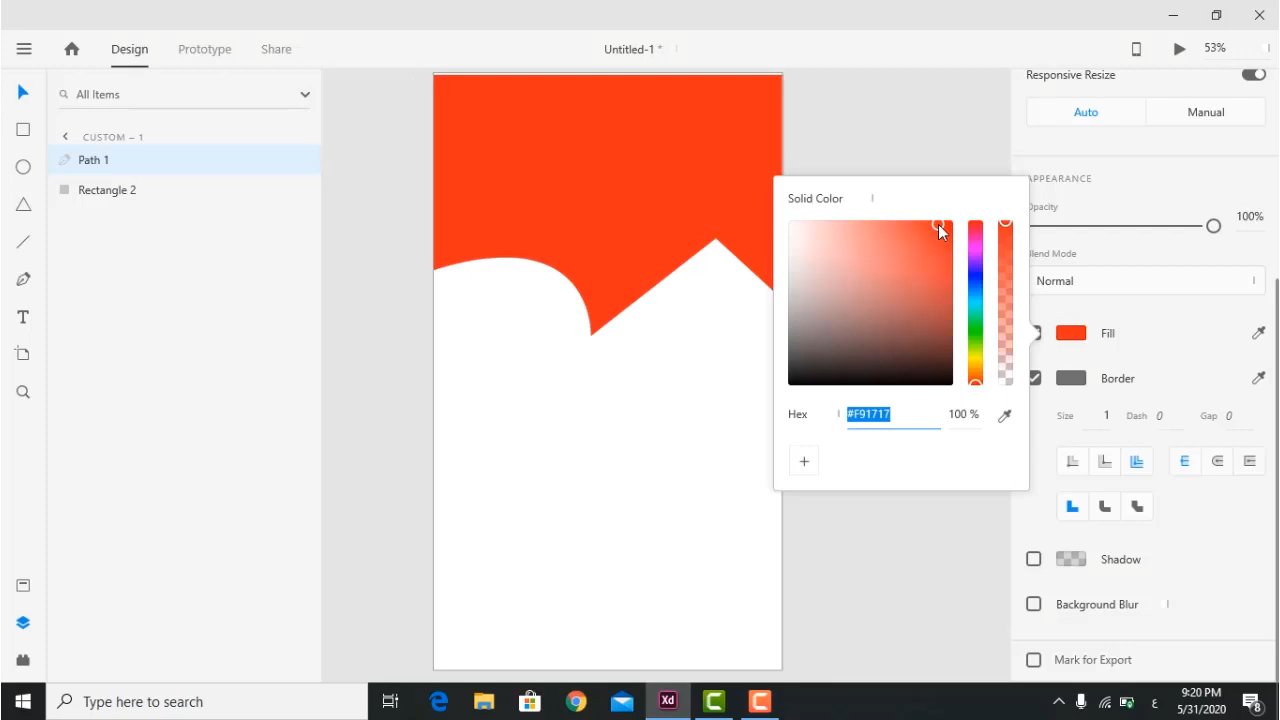 Design
Prototype
Share
Untitled-1 *
53%
All Items
CUSTOM – 1
Path 1
Rectangle 2
Responsive Resize
Auto
Manual
APPEARANCE
Opacity
100%
Blend Mode
Normal
Fill
Border
Size 1 Dash 0 Gap 0
Shadow
Background Blur
Mark for Export
Solid Color
Hex #F91717 100 %
T
Type here to search
Xd
C
C
ع
9:20 PM
5/31/2020
8